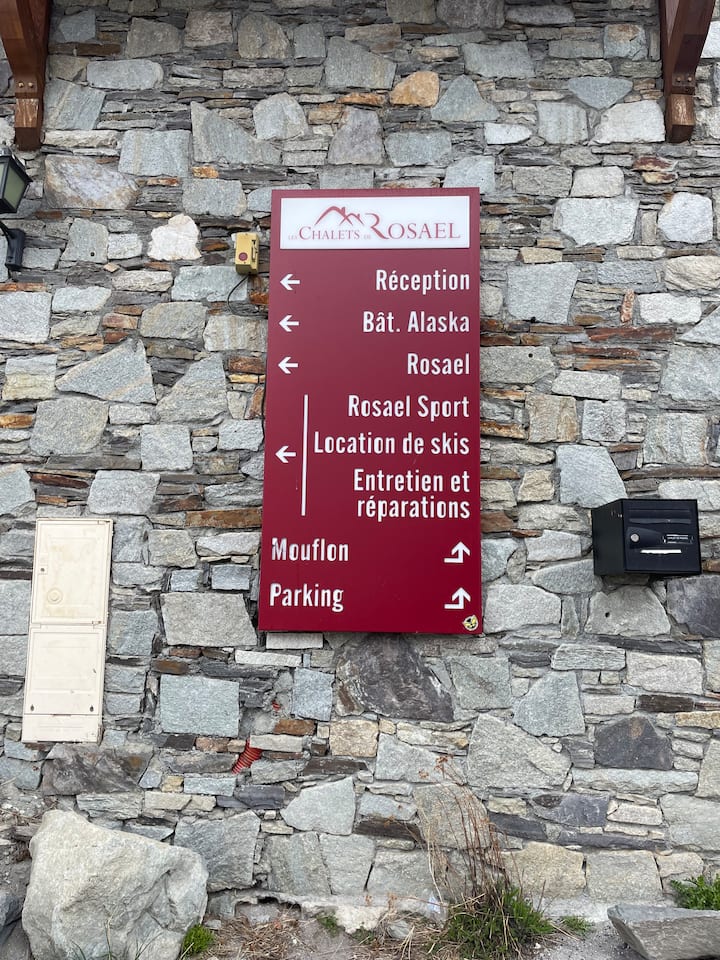 LES CHALETS DE ROSAEL
Réception
Bât. Alaska
Rosael
Rosael Sport
Location de skis
Entretien et
réparations
Mouflon
Parking